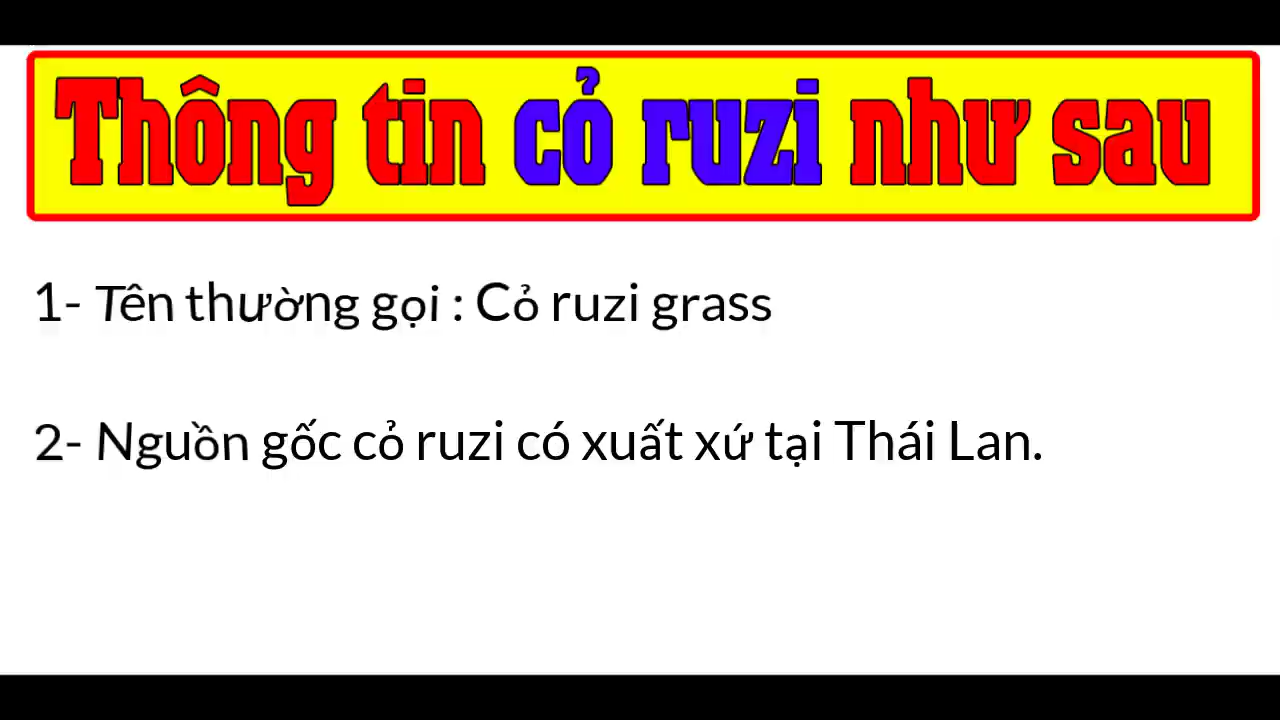 Thông tin cỏ ruzi như sau
1- Tên thường gọi : Cỏ ruzi grass
2- Nguồn gốc cỏ ruzi có xuất xứ tại Thái Lan.